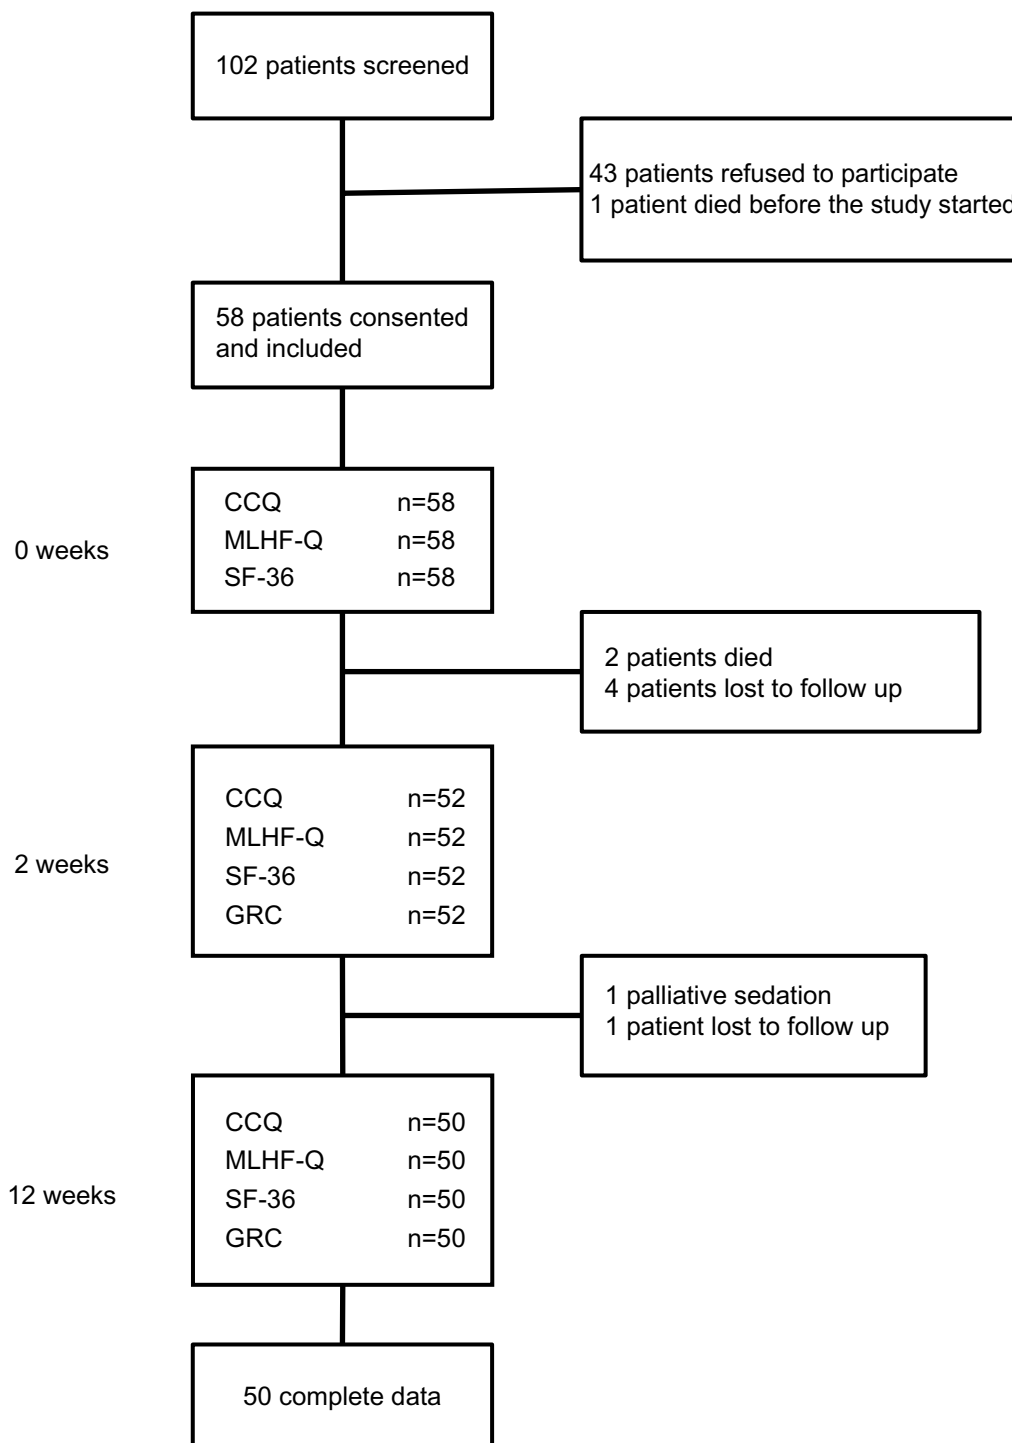 102 patients screened
43 patients refused to participate
1 patient died before the study started
58 patients consented
and included
0 weeks
CCQ n=58
MLHF-Q n=58
SF-36 n=58
2 patients died
4 patients lost to follow up
2 weeks
CCQ n=52
MLHF-Q n=52
SF-36 n=52
GRC n=52
1 palliative sedation
1 patient lost to follow up
12 weeks
CCQ n=50
MLHF-Q n=50
SF-36 n=50
GRC n=50
50 complete data